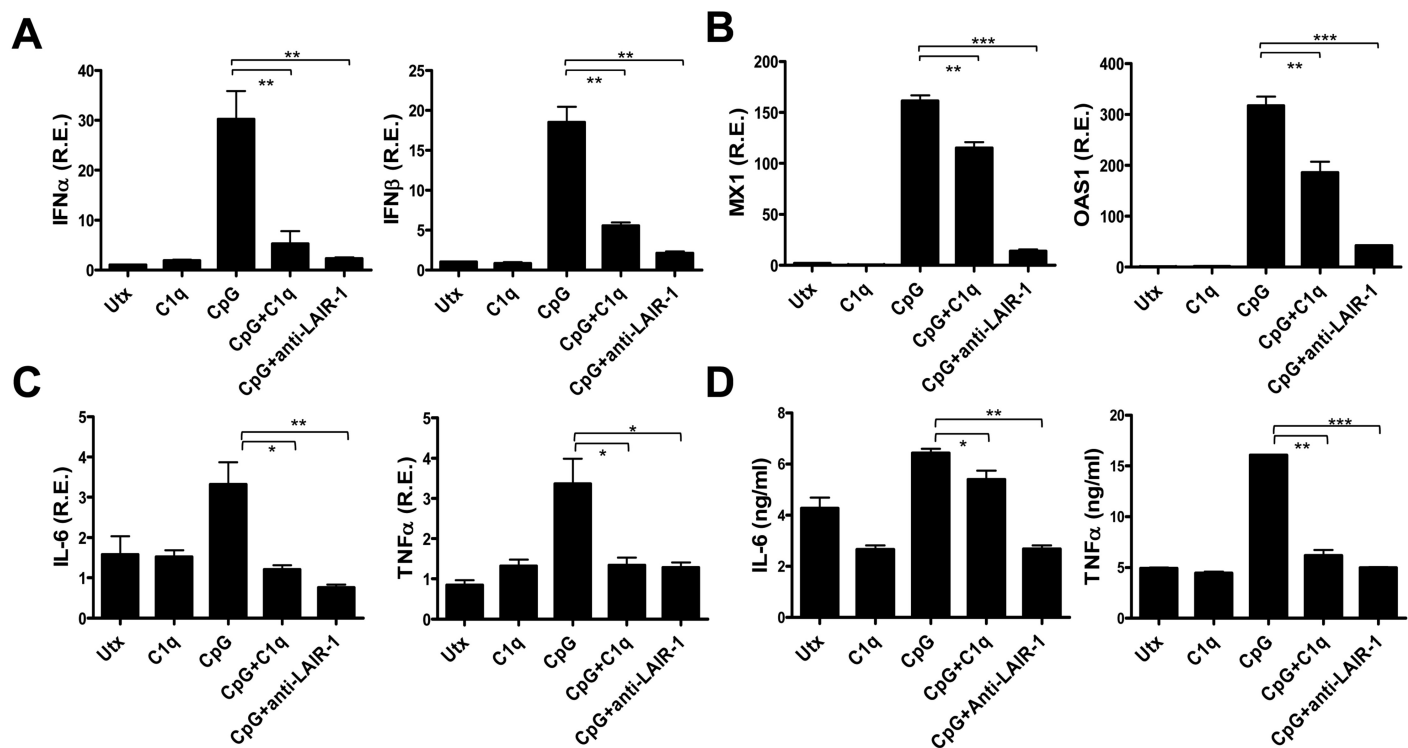 A
**
**
40
30
20
10
0
IFNα (R.E.)
Utx
C1q
CpG
CpG+C1q
CpG+anti-LAIR-1
**
**
25
20
15
10
5
0
IFNβ (R.E.)
Utx
C1q
CpG
CpG+C1q
CpG+anti-LAIR-1
B
***
**
200
150
100
50
0
MX1 (R.E.)
Utx
C1q
CpG
CpG+C1q
CpG+anti-LAIR-1
***
**
400
300
200
100
0
OAS1 (R.E.)
Utx
C1q
CpG
CpG+C1q
CpG+anti-LAIR-1
C
**
*
5
4
3
2
1
0
IL-6 (R.E.)
Utx
C1q
CpG
CpG+C1q
CpG+anti-LAIR-1
*
*
5
4
3
2
1
0
TNFα (R.E.)
Utx
C1q
CpG
CpG+C1q
CpG+anti-LAIR-1
D
**
*
8
6
4
2
0
IL-6 (ng/ml)
Utx
C1q
CpG
CpG+C1q
CpG+Anti-LAIR-1
***
**
20
15
10
5
0
TNFα (ng/ml)
Utx
C1q
CpG
CpG+C1q
CpG+anti-LAIR-1